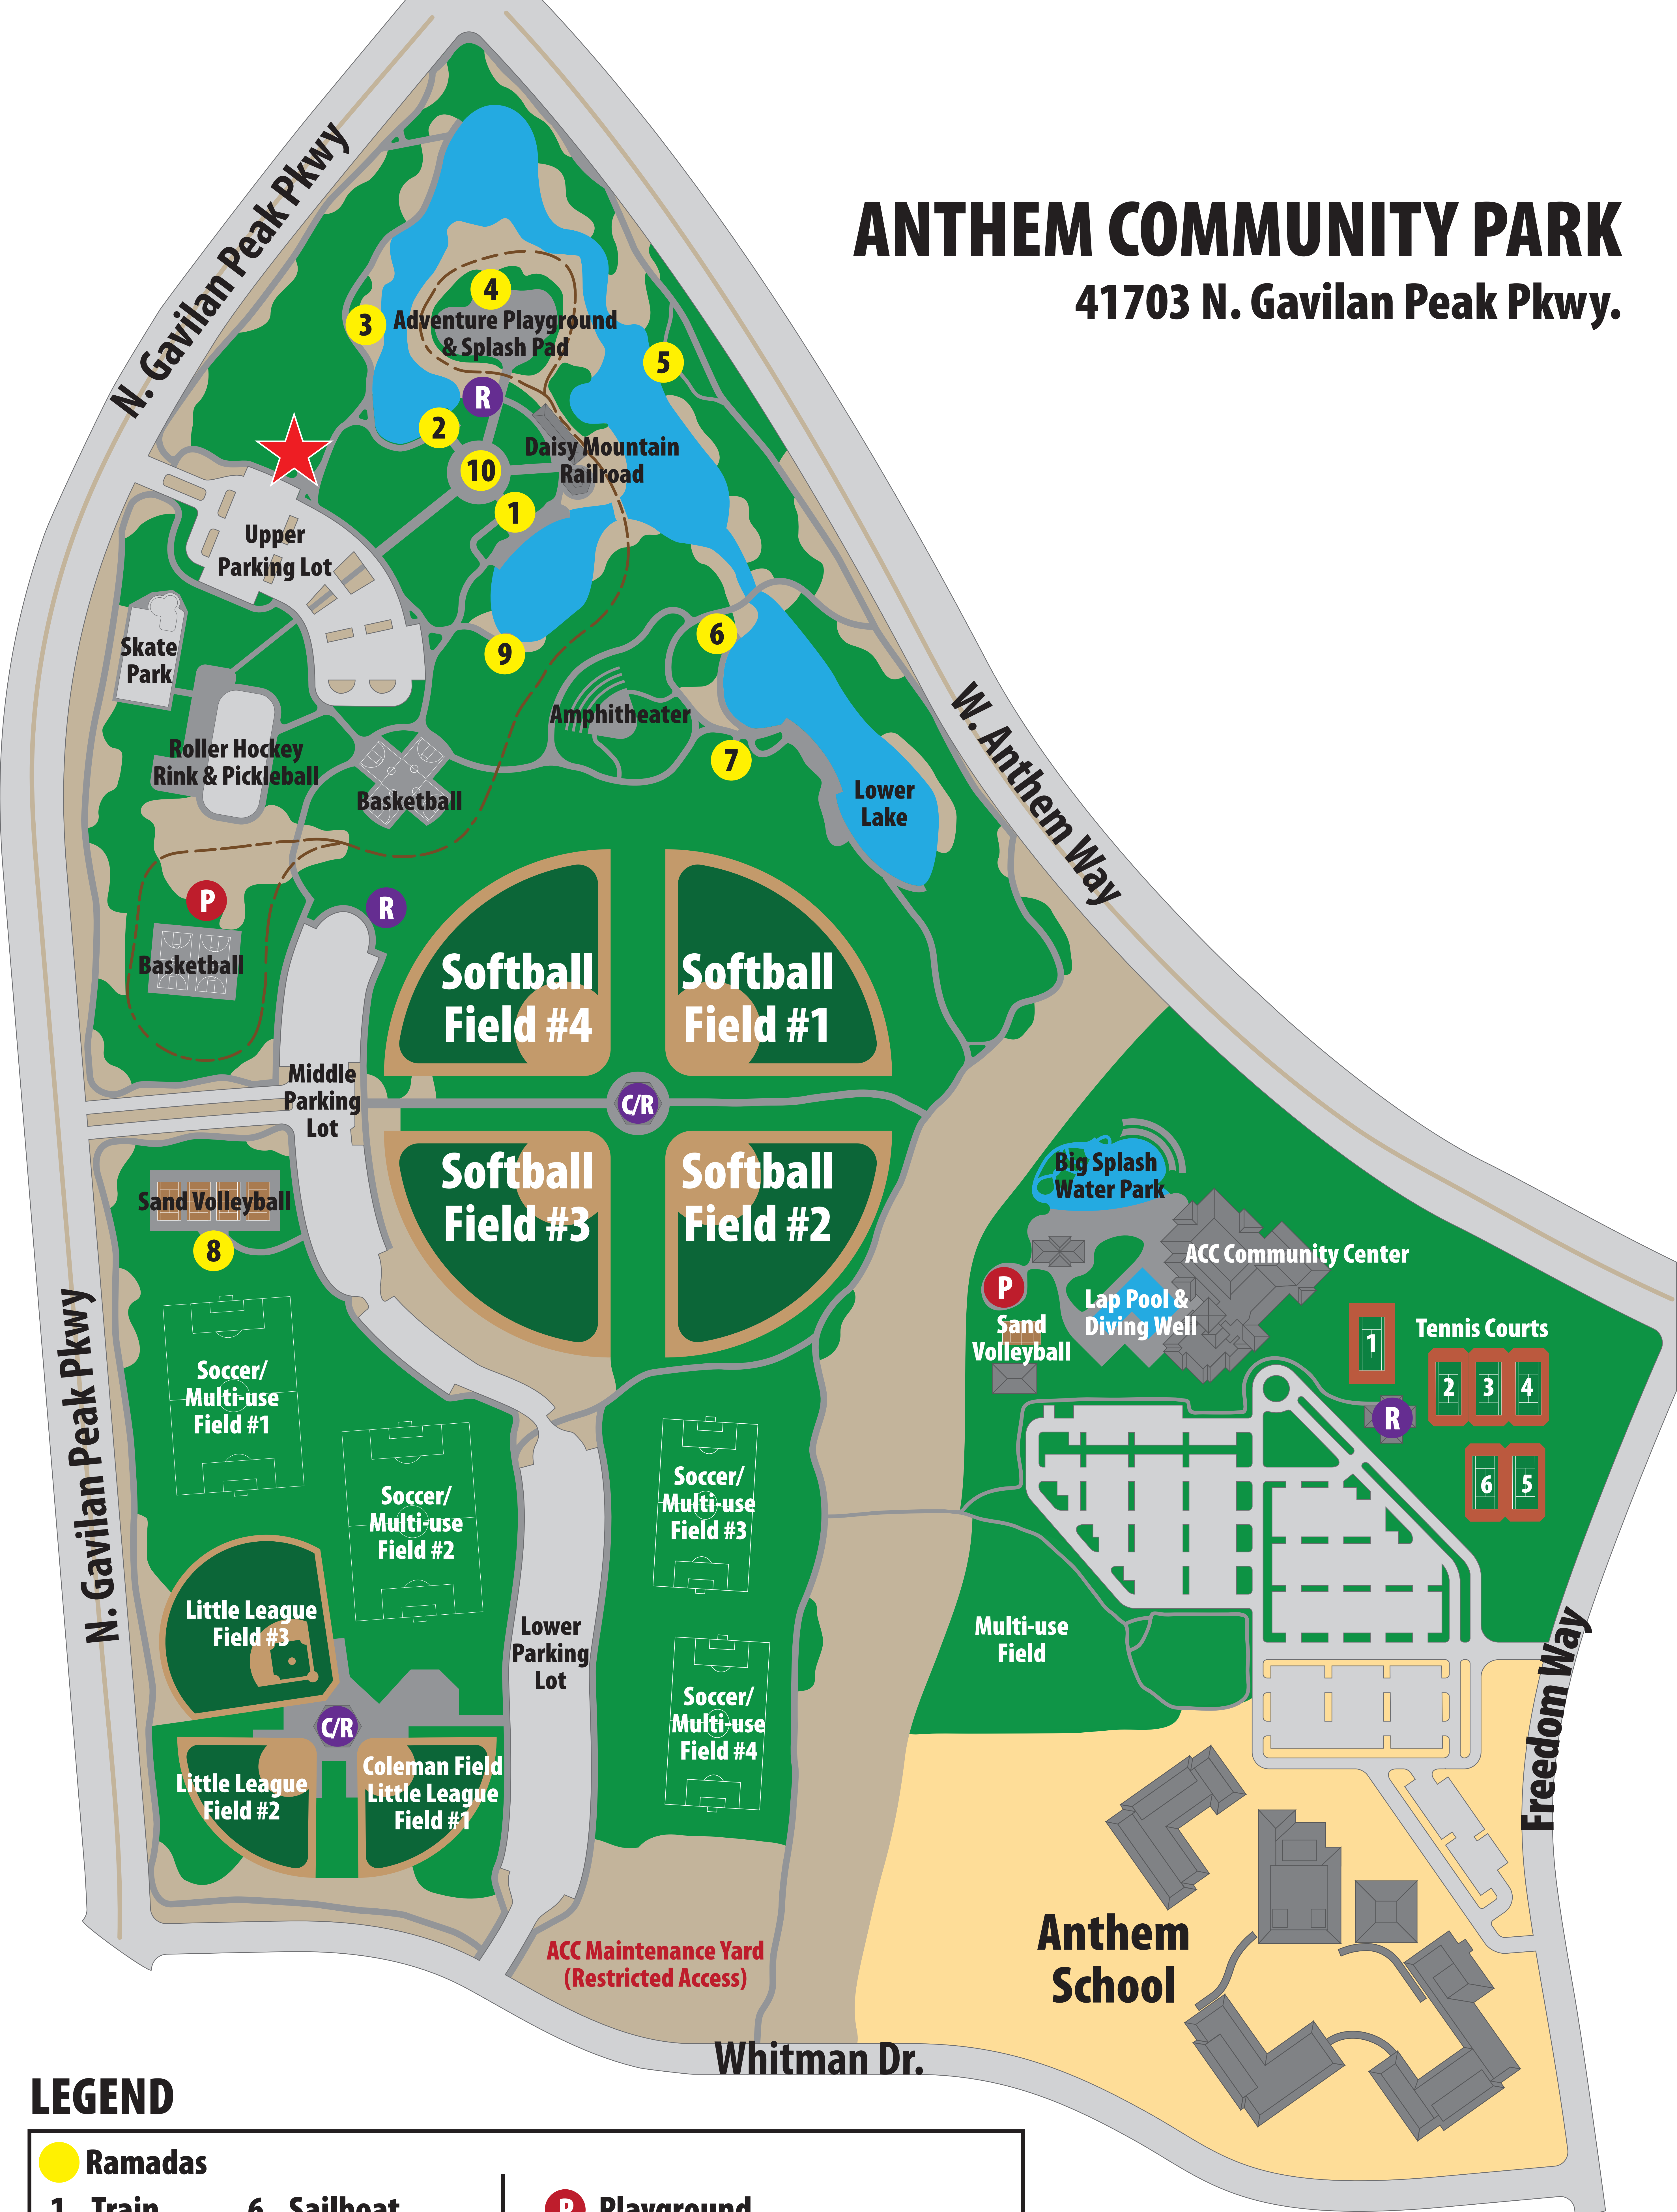 ANTHEM COMMUNITY PARK
41703 N. Gavilan Peak Pkwy.
N. Gavilan Peak Pkwy
4
3
Adventure Playground
& Splash Pad
5
R
2
Daisy Mountain
Railroad
10
1
Upper
Parking Lot
6
Skate
Park
9
W. Anthem Way
Amphitheater
7
Roller Hockey
Rink & Pickleball
Basketball
Lower
Lake
P
R
Basketball
Softball
Field #4
Softball
Field #1
Middle
Parking
Lot
C/R
Softball
Field #3
Softball
Field #2
Big Splash
Water Park
Sand Volleyball
8
ACC Community Center
P
Lap Pool &
Diving Well
Sand
Volleyball
Tennis Courts
1
2
3
4
R
6
5
N. Gavilan Peak Pkwy
Soccer/
Multi-use
Field #1
Soccer/
Multi-use
Field #2
Soccer/
Multi-use
Field #3
Little League
Field #3
Lower
Parking
Lot
Multi-use
Field
Freedom Way
Soccer/
Multi-use
Field #4
C/R
Little League
Field #2
Coleman Field
Little League
Field #1
ACC Maintenance Yard
(Restricted Access)
Anthem
School
Whitman Dr.
LEGEND
Ramadas
1 Train
6 Sailboat
P Playground